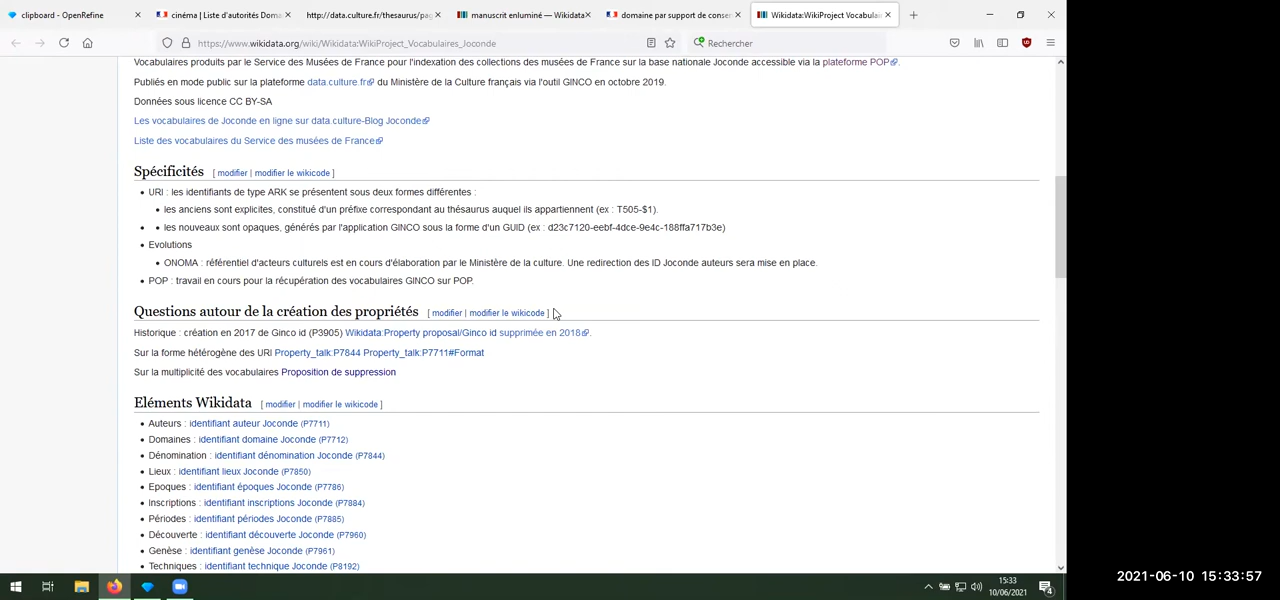 clipboard - OpenRefine
cinéma | Liste d'autorités Doma
http://data.culture.fr/thesaurus/pag
manuscrit enluminé — Wikidata
domaine par support de conser
Wikidata:WikiProject Vocabulai
https://www.wikidata.org/wiki/Wikidata:WikiProject_Vocabulaires_Joconde
Rechercher
Vocabulaires produits par le Service des Musées de France pour l'indexation des collections des musées de France sur la base nationale Joconde accessible via la plateforme POP.
Publiés en mode public sur la plateforme data.culture.fr du Ministère de la Culture français via l'outil GINCO en octobre 2019.
Données sous licence CC BY-SA
Les vocabulaires de Joconde en ligne sur data.culture-Blog Joconde
Liste des vocabulaires du Service des musées de France
Spécificités [ modifier | modifier le wikicode ]
• URI : les identifiants de type ARK se présentent sous deux formes différentes :
• les anciens sont explicites, constitué d'un préfixe correspondant au thésaurus auquel ils appartiennent (ex : T505-$1).
• • les nouveaux sont opaques, générés par l'application GINCO sous la forme d'un GUID (ex : d23c7120-eebf-4dce-9e4c-188ffa717b3e)
• Evolutions
• ONOMA : référentiel d'acteurs culturels est en cours d'élaboration par le Ministère de la culture. Une redirection des ID Joconde auteurs sera mise en place.
• POP : travail en cours pour la récupération des vocabulaires GINCO sur POP.
Questions autour de la création des propriétés [ modifier | modifier le wikicode ]
Historique : création en 2017 de Ginco id (P3905) Wikidata:Property proposal/Ginco id supprimée en 2018.
Sur la forme hétérogène des URI Property_talk:P7844 Property_talk:P7711#Format
Sur la multiplicité des vocabulaires Proposition de suppression
Eléments Wikidata [ modifier | modifier le wikicode ]
• Auteurs : identifiant auteur Joconde (P7711)
• Domaines : identifiant domaine Joconde (P7712)
• Dénomination : identifiant dénomination Joconde (P7844)
• Lieux : identifiant lieux Joconde (P7850)
• Epoques : identifiant époques Joconde (P7786)
• Inscriptions : identifiant inscriptions Joconde (P7884)
• Périodes : identifiant périodes Joconde (P7885)
• Découverte : identifiant découverte Joconde (P7960)
• Genèse : identifiant genèse Joconde (P7961)
• Techniques : identifiant technique Joconde (P8192)
15:33
10/06/2021
4
2021-06-10 15:33:57